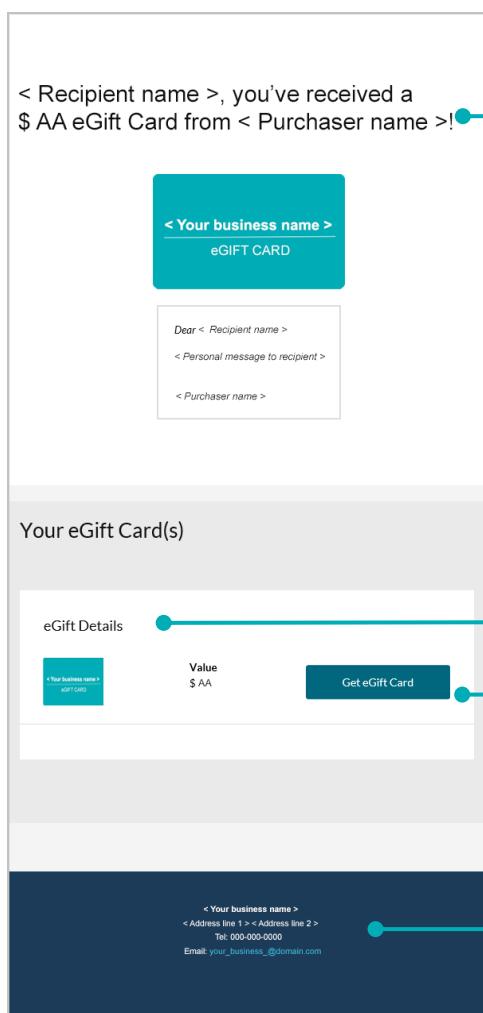 < Recipient name >, you’ve received a
$ AA eGift Card from < Purchaser name >!
< Your business name >
eGIFT CARD
Dear < Recipient name >
< Personal message to recipient >
< Purchaser name >
Your eGift Card(s)
eGift Details
< Your business name >
eGIFT CARD
Value
$ AA
Get eGift Card
< Your business name >
< Address line 1 > < Address line 2 >
Tel: 000-000-0000
Email: your_business_@domain.com